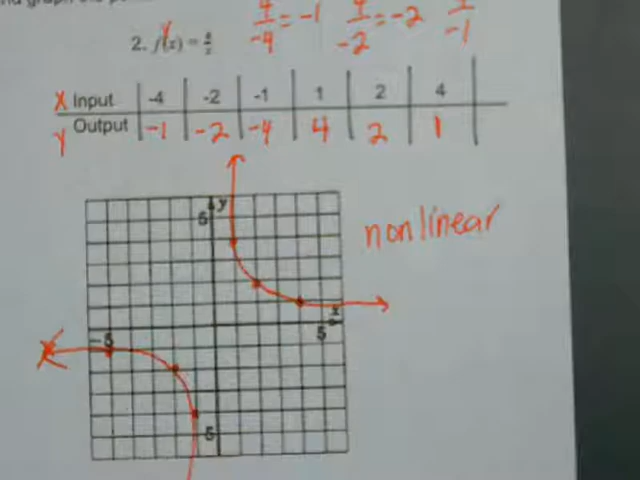 4/-4 = -1 4/-2 = -2 -1
2. f(x) = 4/x
x Input -4 -2 -1 1 2 4
y Output -1 -2 -4 4 2 1
y
5
nonlinear
x
-5 5
5